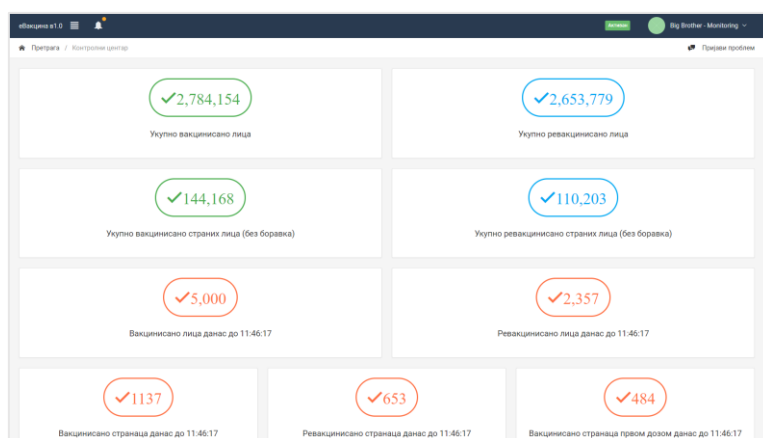 еВакцина в1.0
АКТИВАН
Big Brother - Monitoring
Претрага / Контролни центар
Пријави проблем
2,784,154
2,653,779
Укупно вакцинисано лица
Укупно ревакцинисано лица
144,168
110,203
Укупно вакцинисано страних лица (без боравка)
Укупно ревакцинисано страних лица (без боравка)
5,000
2,357
Вакцинисано лица данас до 11:46:17
Ревакцинисано лица данас до 11:46:17
1137
653
484
Вакцинисано странаца данас до 11:46:17
Ревакцинисано странаца данас до 11:46:17
Вакцинисано странаца првом дозом данас до 11:46:17